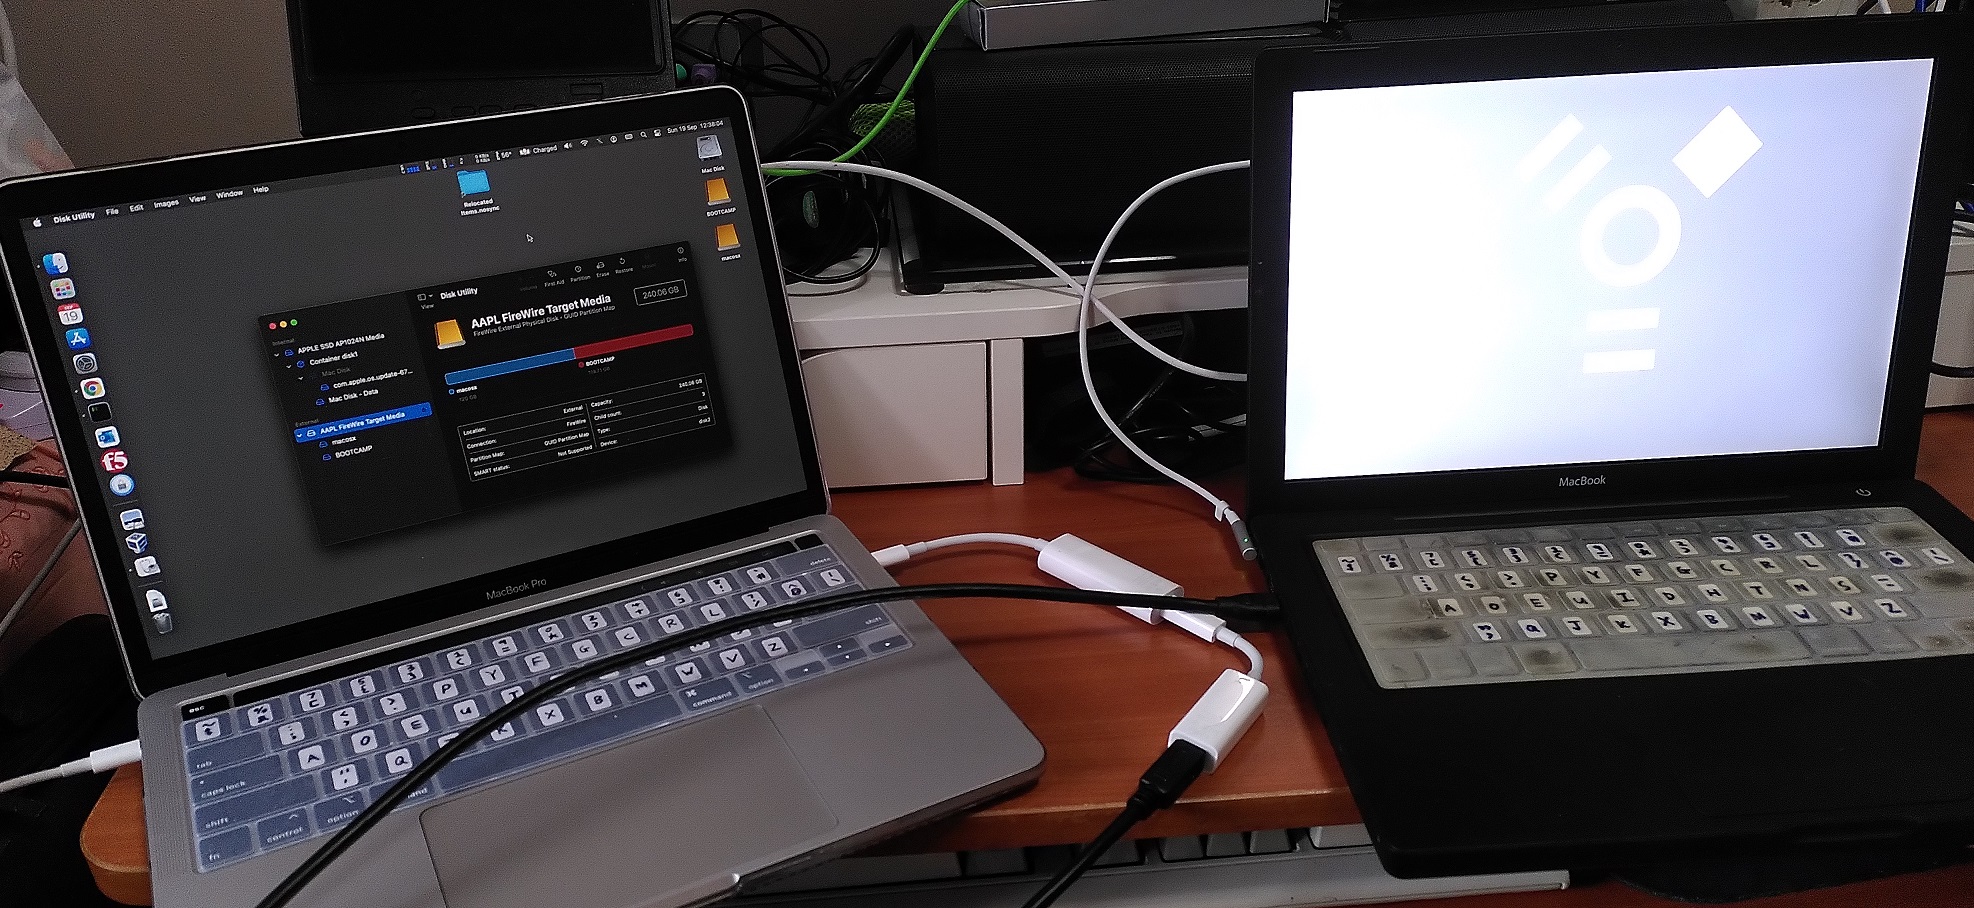 Disk Utility File Edit Images View Window Help
56° Charged Sun 19 Sep 12:38:04
Relocated
Items.nosync
Mac Disk
BOOTCAMP
macosx
SEP
19
f5
Disk Utility
View
First Aid Partition Erase Restore
Info
Internal
APPLE SSD AP1024N Media
Container disk1
Mac Disk
com.apple.os.update-67...
Mac Disk - Data
External
AAPL FireWire Target Media
macosx
BOOTCAMP
AAPL FireWire Target Media
FireWire External Physical Disk · GUID Partition Map
240.06 GB
macosx
120 GB
BOOTCAMP
Location: External
Connection: FireWire
Partition Map: GUID Partition Map
SMART status: Not Supported
Capacity: 240.06 GB
Child count: 3
Type: Disk
Device: disk2
MacBook Pro
esc
delete
P Y F G C R L
tab
A O E U
caps lock
Q K X B M W V Z
shift
shift
fn control option command option
MacBook
P Y F G C R L
A O E U I D H T N S
Q J K X B M W V Z